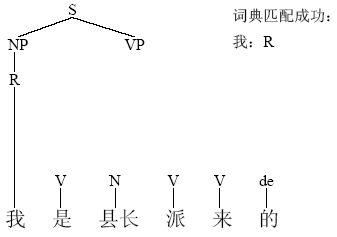 S
词典匹配成功：
NP VP
我：R
R
V N V V de
我 是 县长 派 来 的